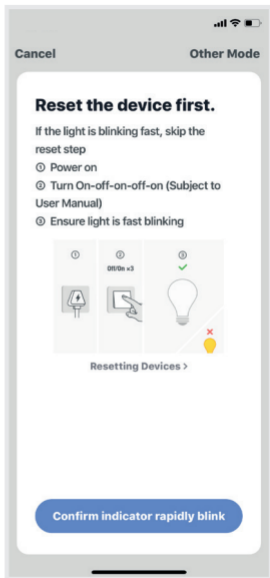 Cancel Other Mode
Reset the device first.
If the light is blinking fast, skip the
reset step
① Power on
② Turn On-off-on-off-on (Subject to
User Manual)
③ Ensure light is fast blinking
① ② ③
Off/On x3
Resetting Devices >
Confirm indicator rapidly blink